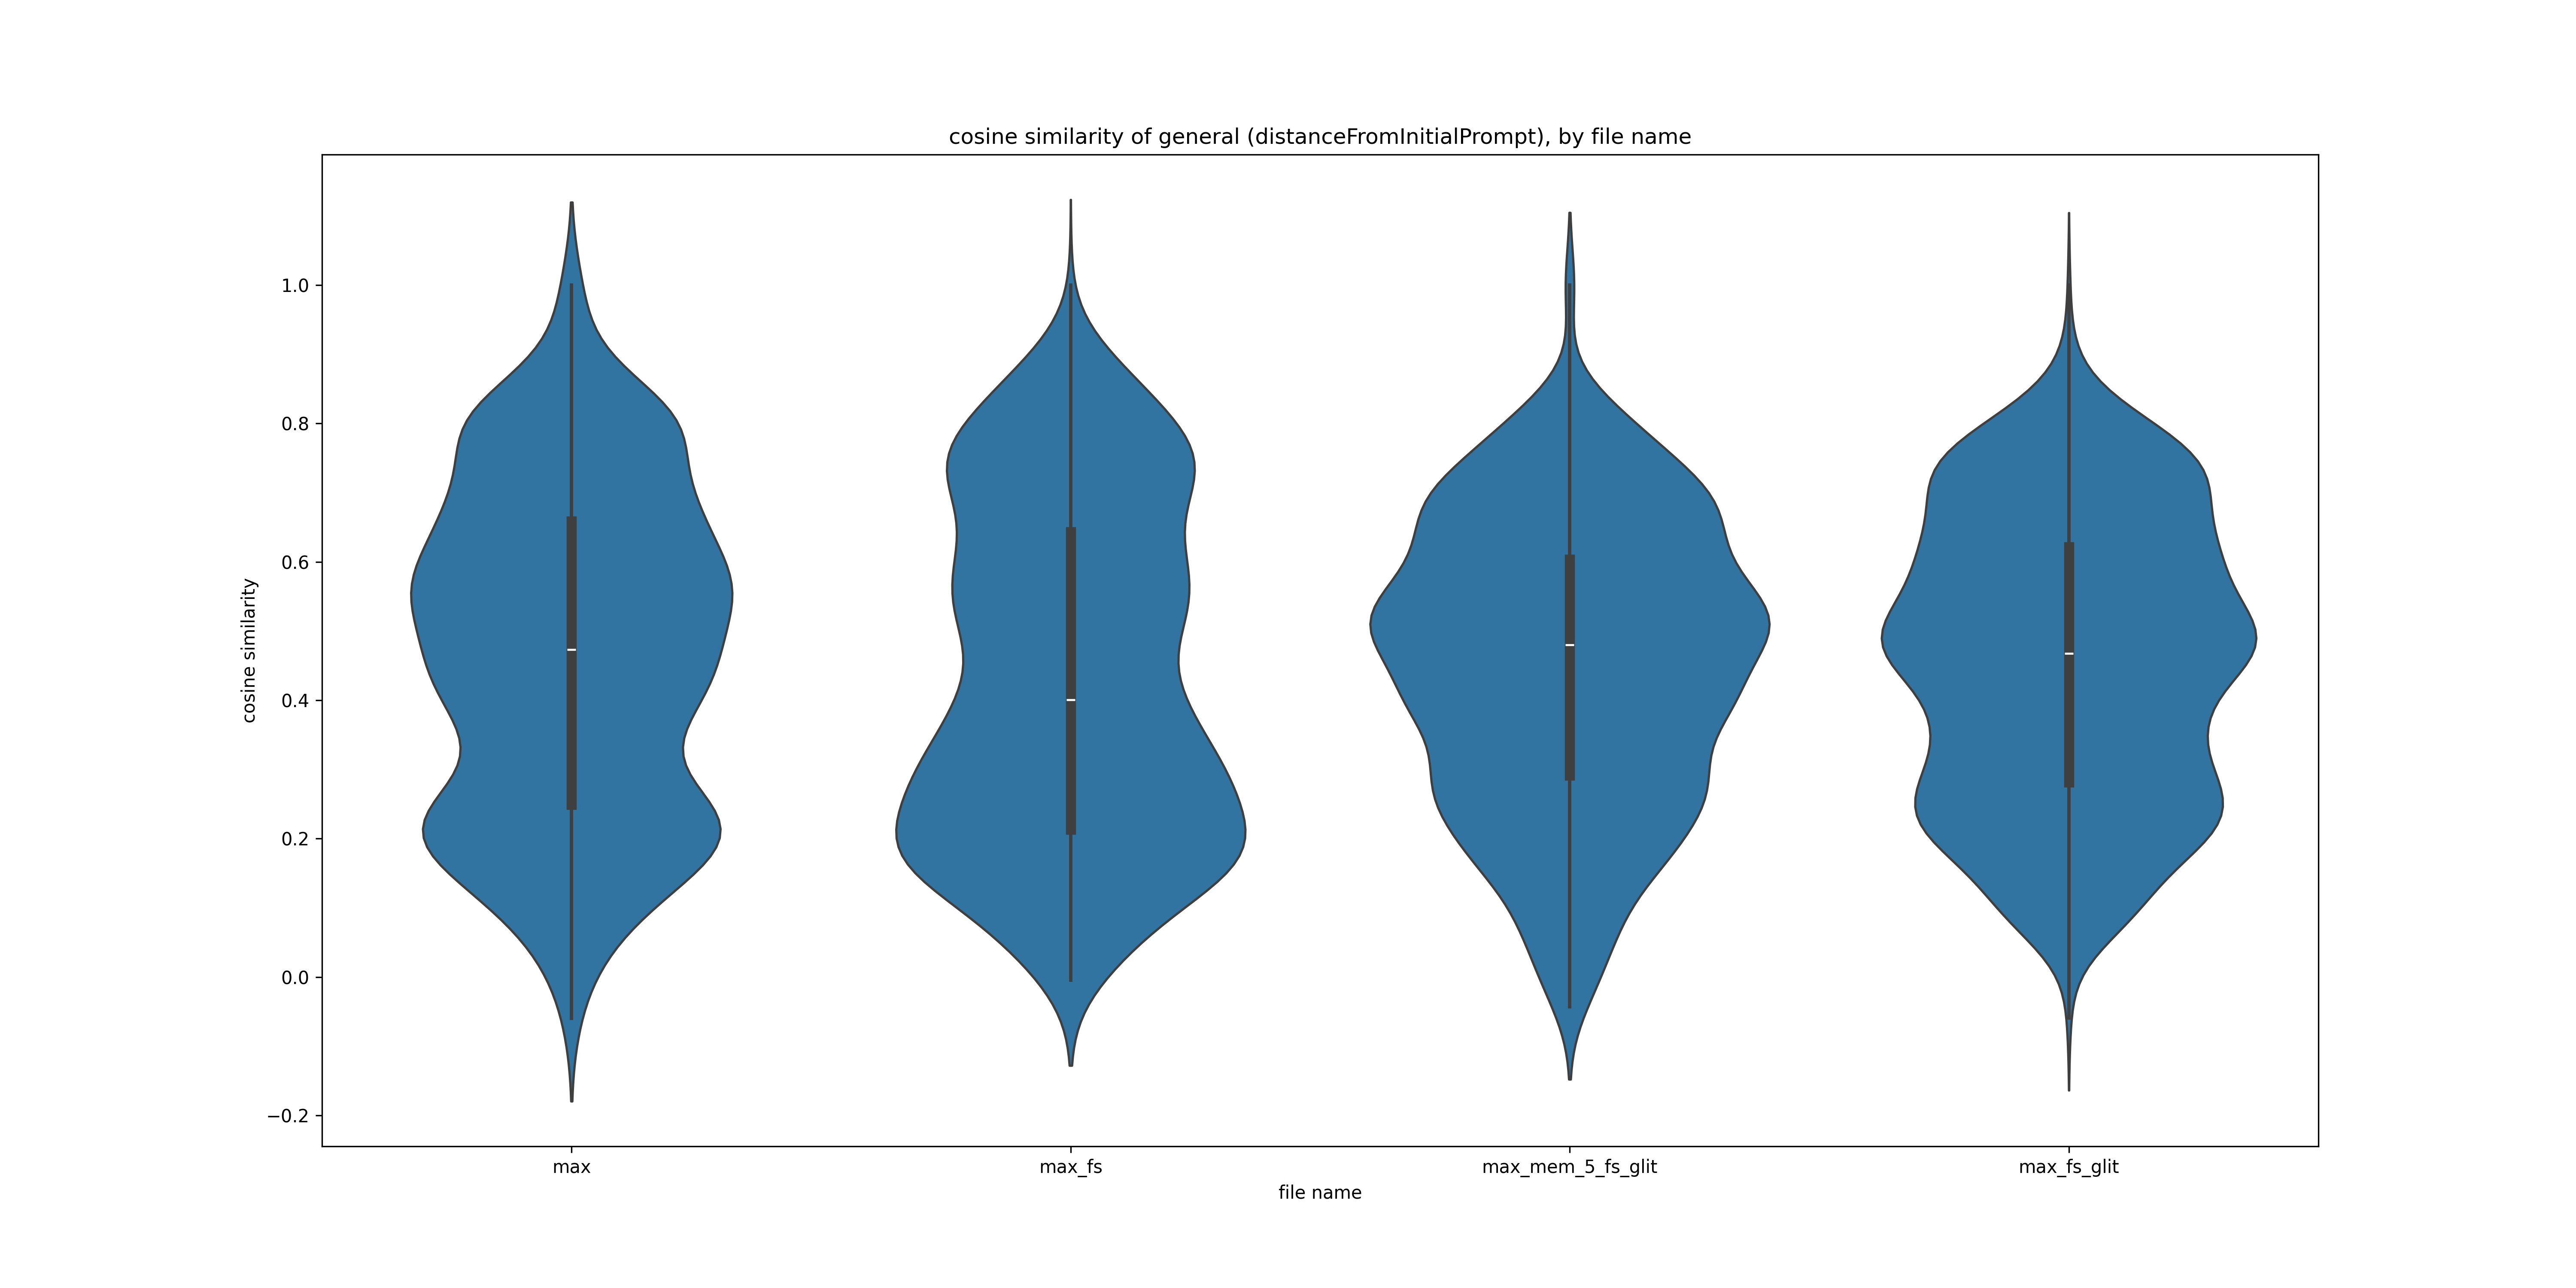 cosine similarity of general (distanceFromInitialPrompt), by file name
cosine similarity
1.0
0.8
0.6
0.4
0.2
0.0
−0.2
max
max_fs
max_mem_5_fs_glit
max_fs_glit
file name